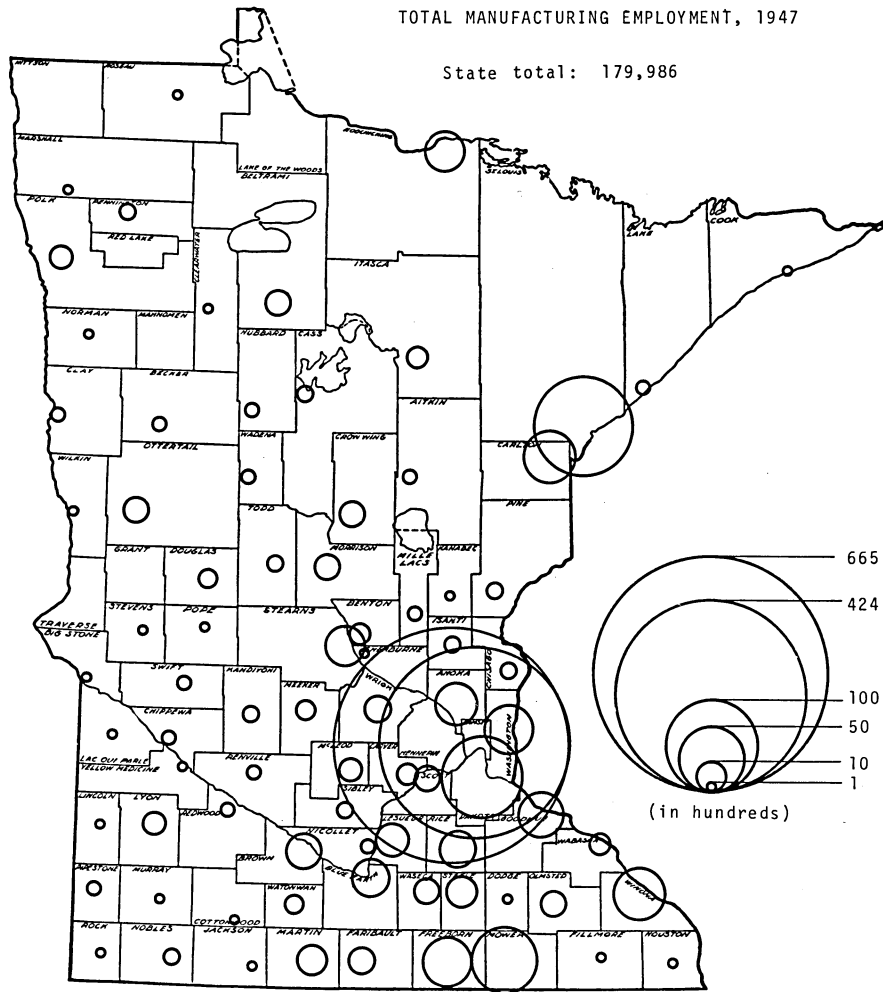 TOTAL MANUFACTURING EMPLOYMENT, 1947
State total: 179,986
KITTSON
ROSEAU
MARSHALL
LAKE OF THE WOODS
BELTRAMI
KOOCHICHING
ST.LOUIS
LAKE
COOK
POLK
PENNINGTON
RED LAKE
CLEARWATER
ITASCA
NORMAN
MAHNOMEN
HUBBARD
CASS
CLAY
BECKER
AITKIN
OTTERTAIL
WADENA
CROW WING
CARLTON
WILKIN
TODD
PINE
GRANT
DOUGLAS
MORRISON
MILLE
LACS
KANABEC
STEVENS
POPE
STEARNS
BENTON
ISANTI
TRAVERSE
BIG STONE
SHERBURNE
SWIFT
KANDIYOHI
MEEKER
WRIGHT
ANOKA
CHISAGO
CHIPPEWA
WASHINGTON
LAC QUI PARLE
YELLOW MEDICINE
RENVILLE
McLEOD
CARVER
HENNEPIN
SCOTT
SIBLEY
DAKOTA
LINCOLN
LYON
REDWOOD
NICOLLET
LESUEUR
RICE
GOODHUE
WABASHA
BROWN
BLUE EARTH
PIPESTONE
MURRAY
COTTONWOOD
WATONWAN
WASECA
STEELE
DODGE
OLMSTED
WINONA
ROCK
NOBLES
JACKSON
MARTIN
FARIBAULT
FREEBORN
MOWER
FILLMORE
HOUSTON
665
424
100
50
10
1
(in hundreds)